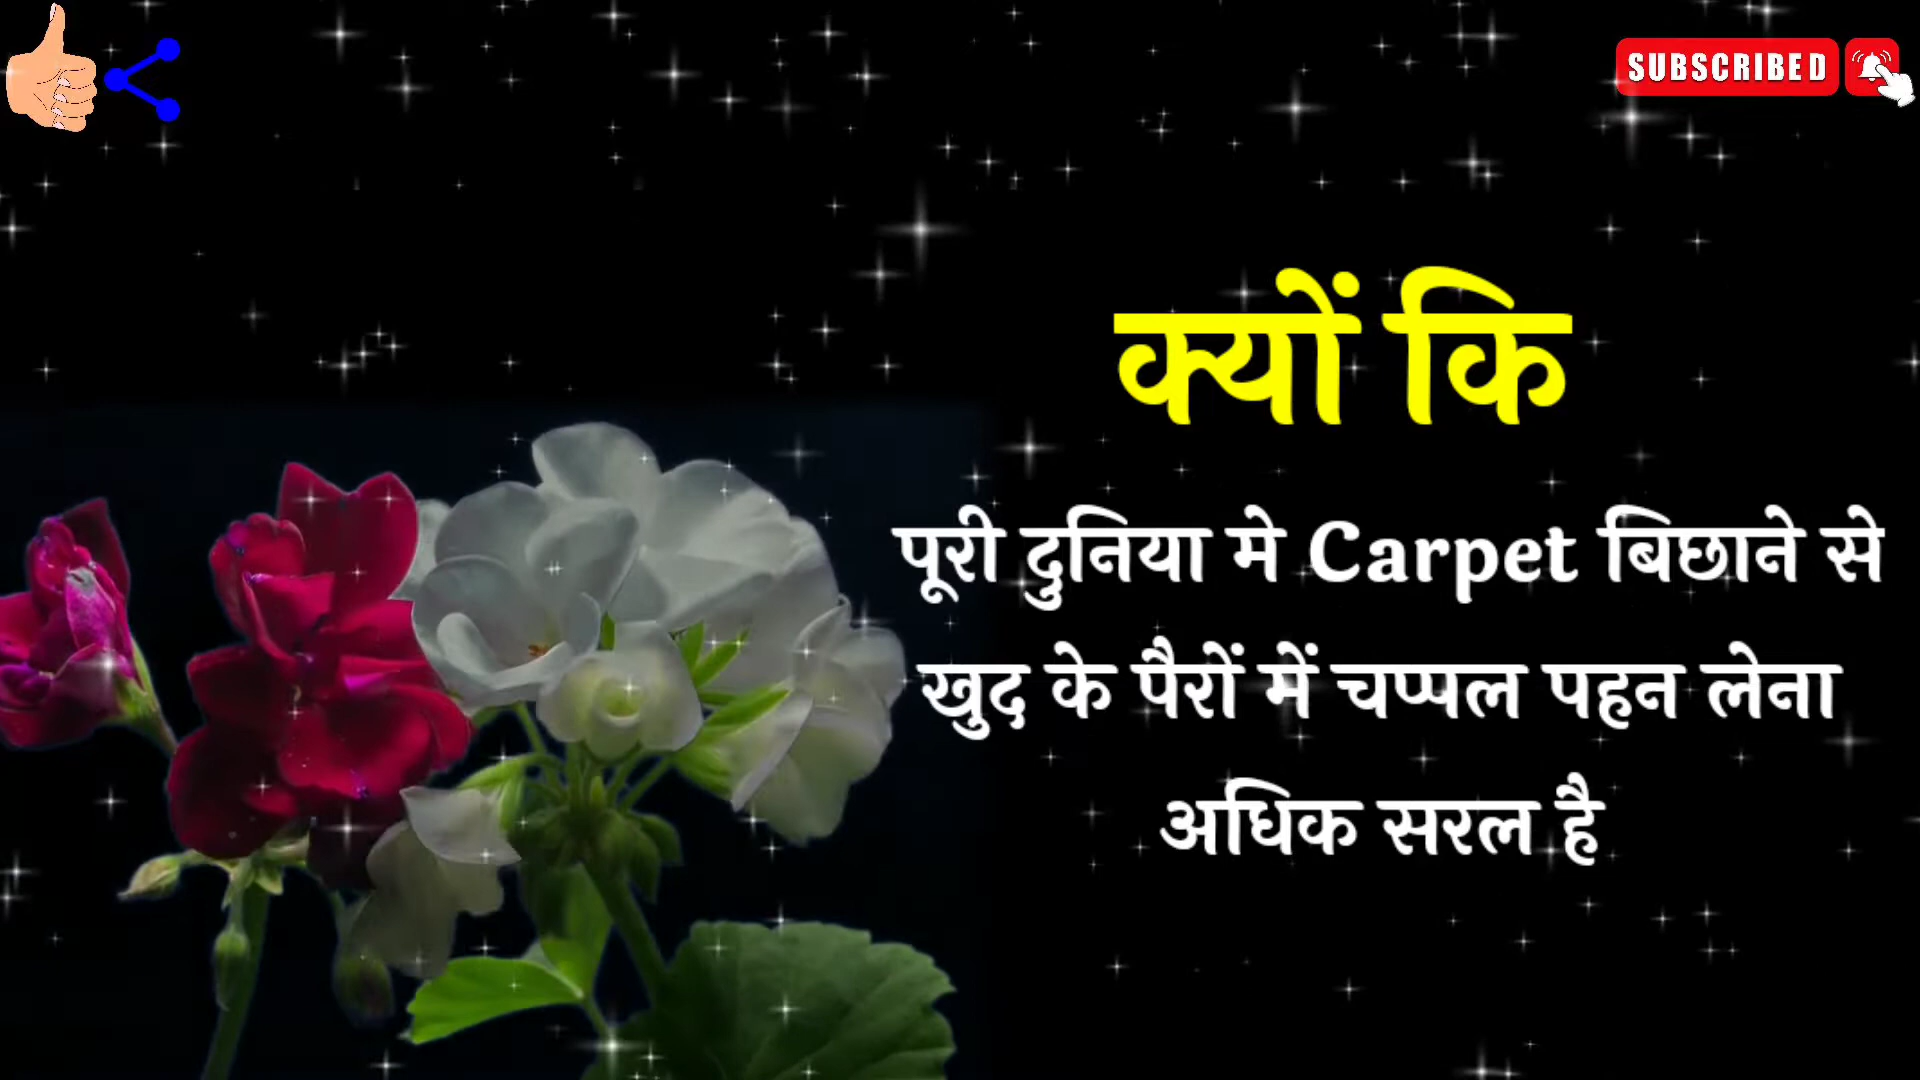 SUBSCRIBED
क्यों कि
पूरी दुनिया मे Carpet बिछाने से
खुद के पैरों में चप्पल पहन लेना
अधिक सरल है